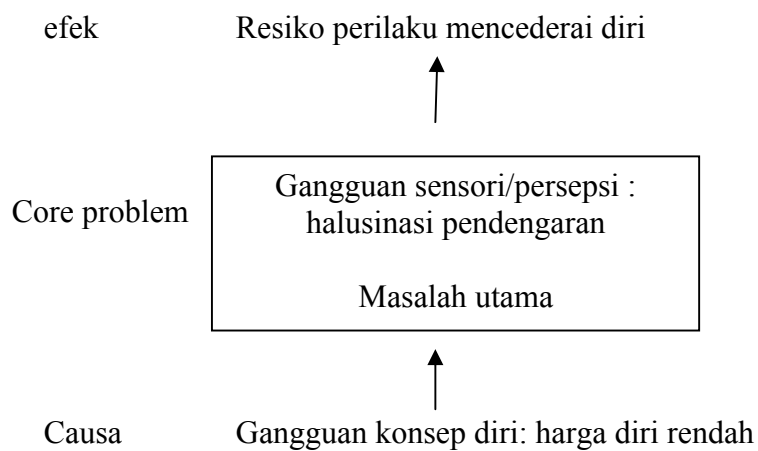 efek Resiko perilaku mencederai diri
Gangguan sensori/persepsi :
Core problem halusinasi pendengaran
Masalah utama
Causa Gangguan konsep diri: harga diri rendah